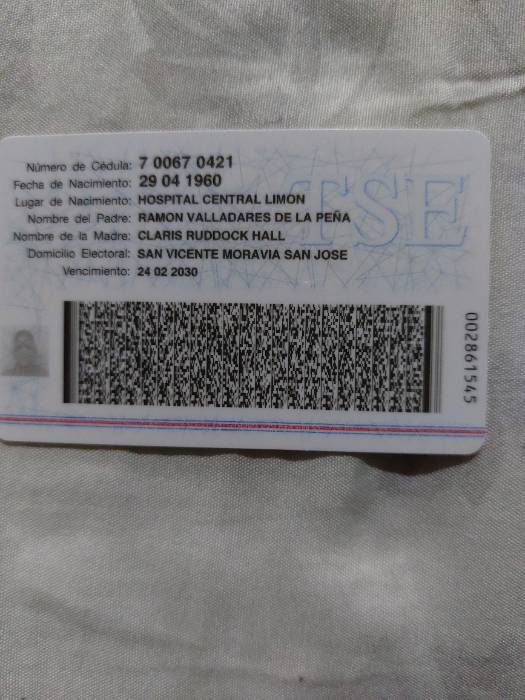 Número de Cédula: 7 0067 0421
Fecha de Nacimiento: 29 04 1960
Lugar de Nacimiento: HOSPITAL CENTRAL LIMON
Nombre del Padre: RAMON VALLADARES DE LA PEÑA
Nombre de la Madre: CLARIS RUDDOCK HALL
Domicilio Electoral: SAN VICENTE MORAVIA SAN JOSE
Vencimiento: 24 02 2030
TSE
002861545